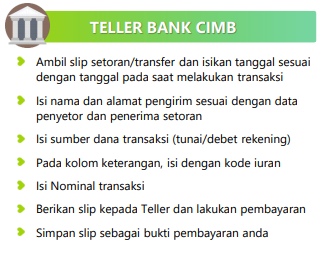 TELLER BANK CIMB
Ambil slip setoran/transfer dan isikan tanggal sesuai
dengan tanggal pada saat melakukan transaksi
Isi nama dan alamat pengirim sesuai dengan data
penyetor dan penerima setoran
Isi sumber dana transaksi (tunai/debet rekening)
Pada kolom keterangan, isi dengan kode iuran
Isi Nominal transaksi
Berikan slip kepada Teller dan lakukan pembayaran
Simpan slip sebagai bukti pembayaran anda